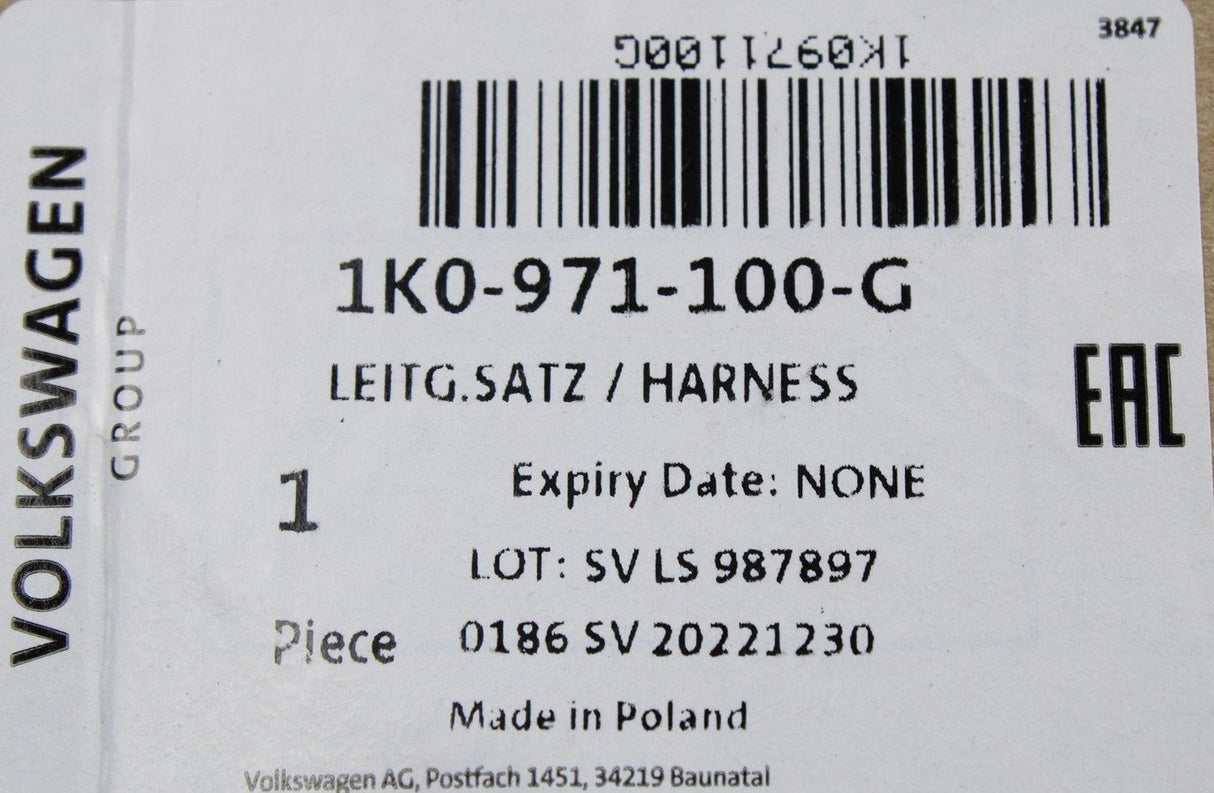 3847
1K0971100G
1K0-971-100-G
LEITG.SATZ / HARNESS
EAC
1
Expiry Date: NONE
LOT: SV LS 987897
Piece
0186 SV 20221230
Made in Poland
Volkswagen AG, Postfach 1451, 34219 Baunatal
VOLKSWAGEN
GROUP